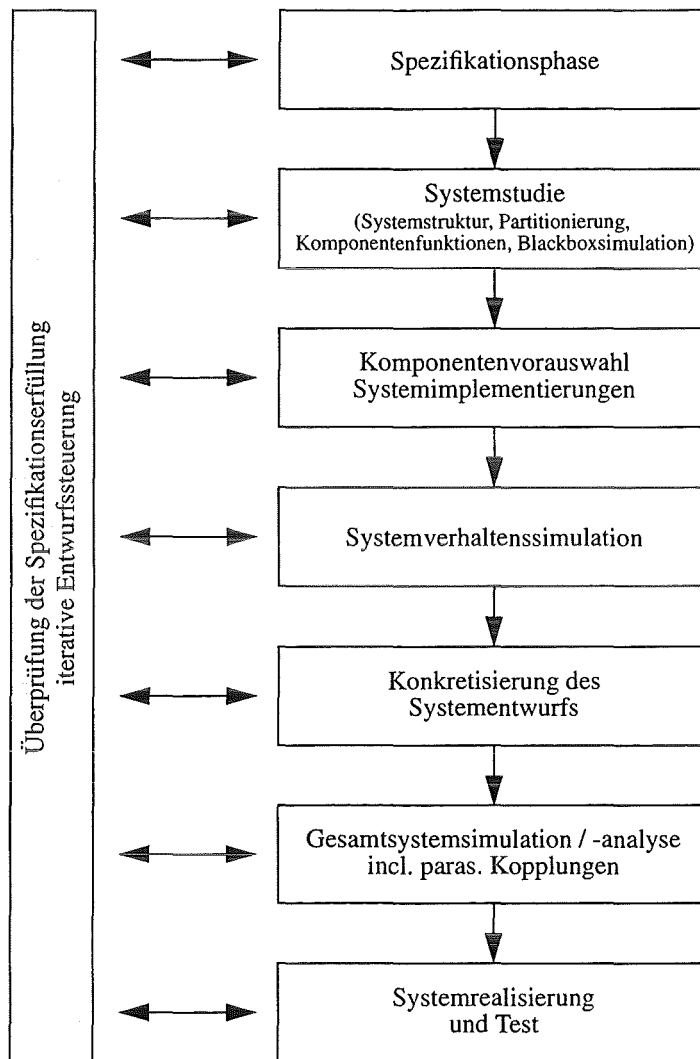 Überprüfung der Spezifikationserfüllung
iterative Entwurfssteuerung
Spezifikationsphase
Systemstudie
(Systemstruktur, Partitionierung,
Komponentenfunktionen, Blackboxsimulation)
Komponentenvorauswahl
Systemimplementierungen
Systemverhaltenssimulation
Konkretisierung des
Systementwurfs
Gesamtsystemsimulation / -analyse
incl. paras. Kopplungen
Systemrealisierung
und Test